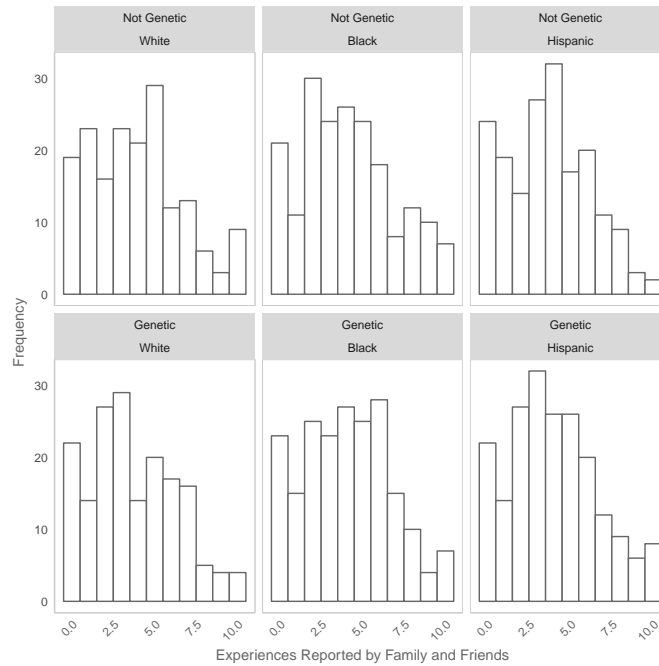 Not Genetic
White
Not Genetic
Black
Not Genetic
Hispanic
30
20
10
0
Genetic
White
Genetic
Black
Genetic
Hispanic
30
20
10
0
Frequency
0.0 2.5 5.0 7.5 10.0
0.0 2.5 5.0 7.5 10.0
0.0 2.5 5.0 7.5 10.0
Experiences Reported by Family and Friends